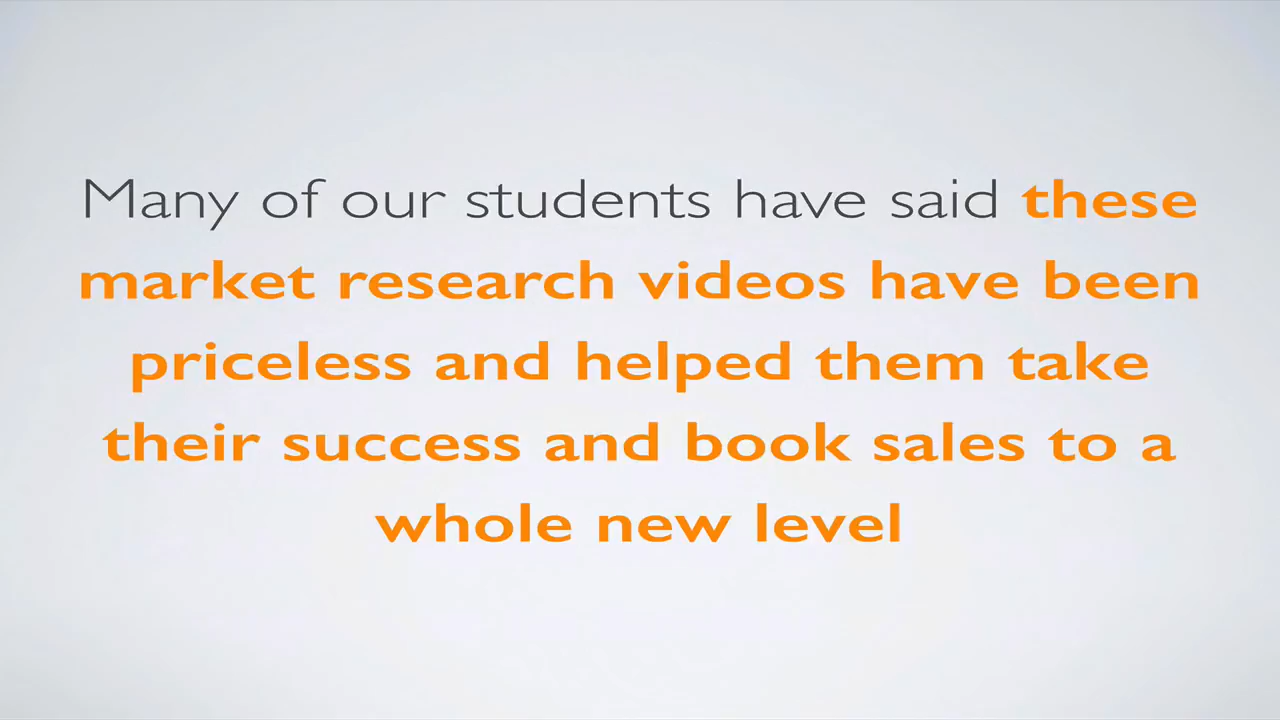 Many of our students have said these
market research videos have been
priceless and helped them take
their success and book sales to a
whole new level